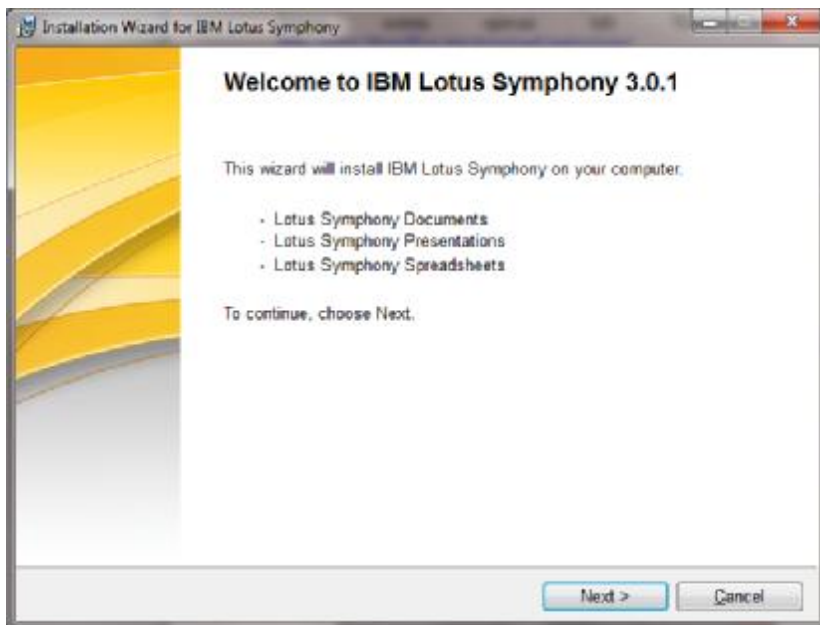 Installation Wizard for IBM Lotus Symphony
Welcome to IBM Lotus Symphony 3.0.1
This wizard will install IBM Lotus Symphony on your computer.
- Lotus Symphony Documents
- Lotus Symphony Presentations
- Lotus Symphony Spreadsheets
To continue, choose Next.
Next > Cancel